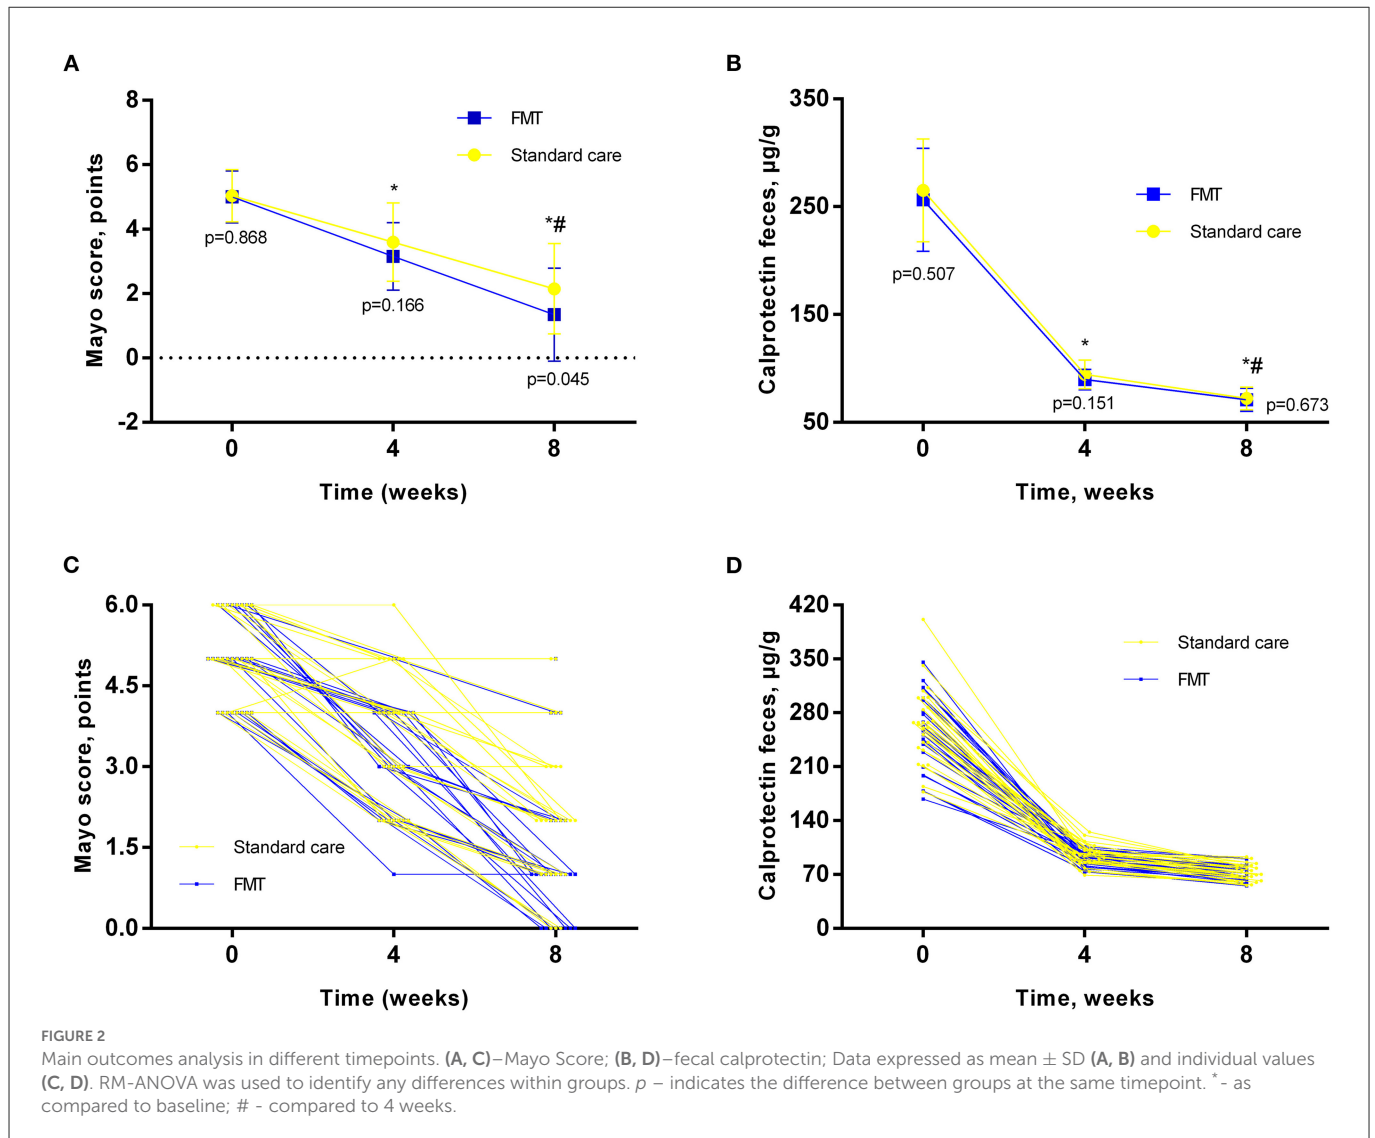 A
8
6
4
2
0
-2
Mayo score, points
FMT
Standard care
*
*#
p=0.868
p=0.166
p=0.045
0 4 8
Time (weeks)
B
350
250
150
50
Calprotectin feces, µg/g
FMT
Standard care
p=0.507
*
*#
p=0.151
p=0.673
0 4 8
Time, weeks
C
6.0
4.5
3.0
1.5
0.0
Mayo score, points
Standard care
FMT
0 4 8
Time (weeks)
D
420
350
280
210
140
70
0
Calprotectin feces, µg/g
Standard care
FMT
0 4 8
Time, weeks
FIGURE 2
Main outcomes analysis in different timepoints. (A, C)–Mayo Score; (B, D)–fecal calprotectin; Data expressed as mean ± SD (A, B) and individual values
(C, D). RM-ANOVA was used to identify any differences within groups. p – indicates the difference between groups at the same timepoint. *- as
compared to baseline; # - compared to 4 weeks.